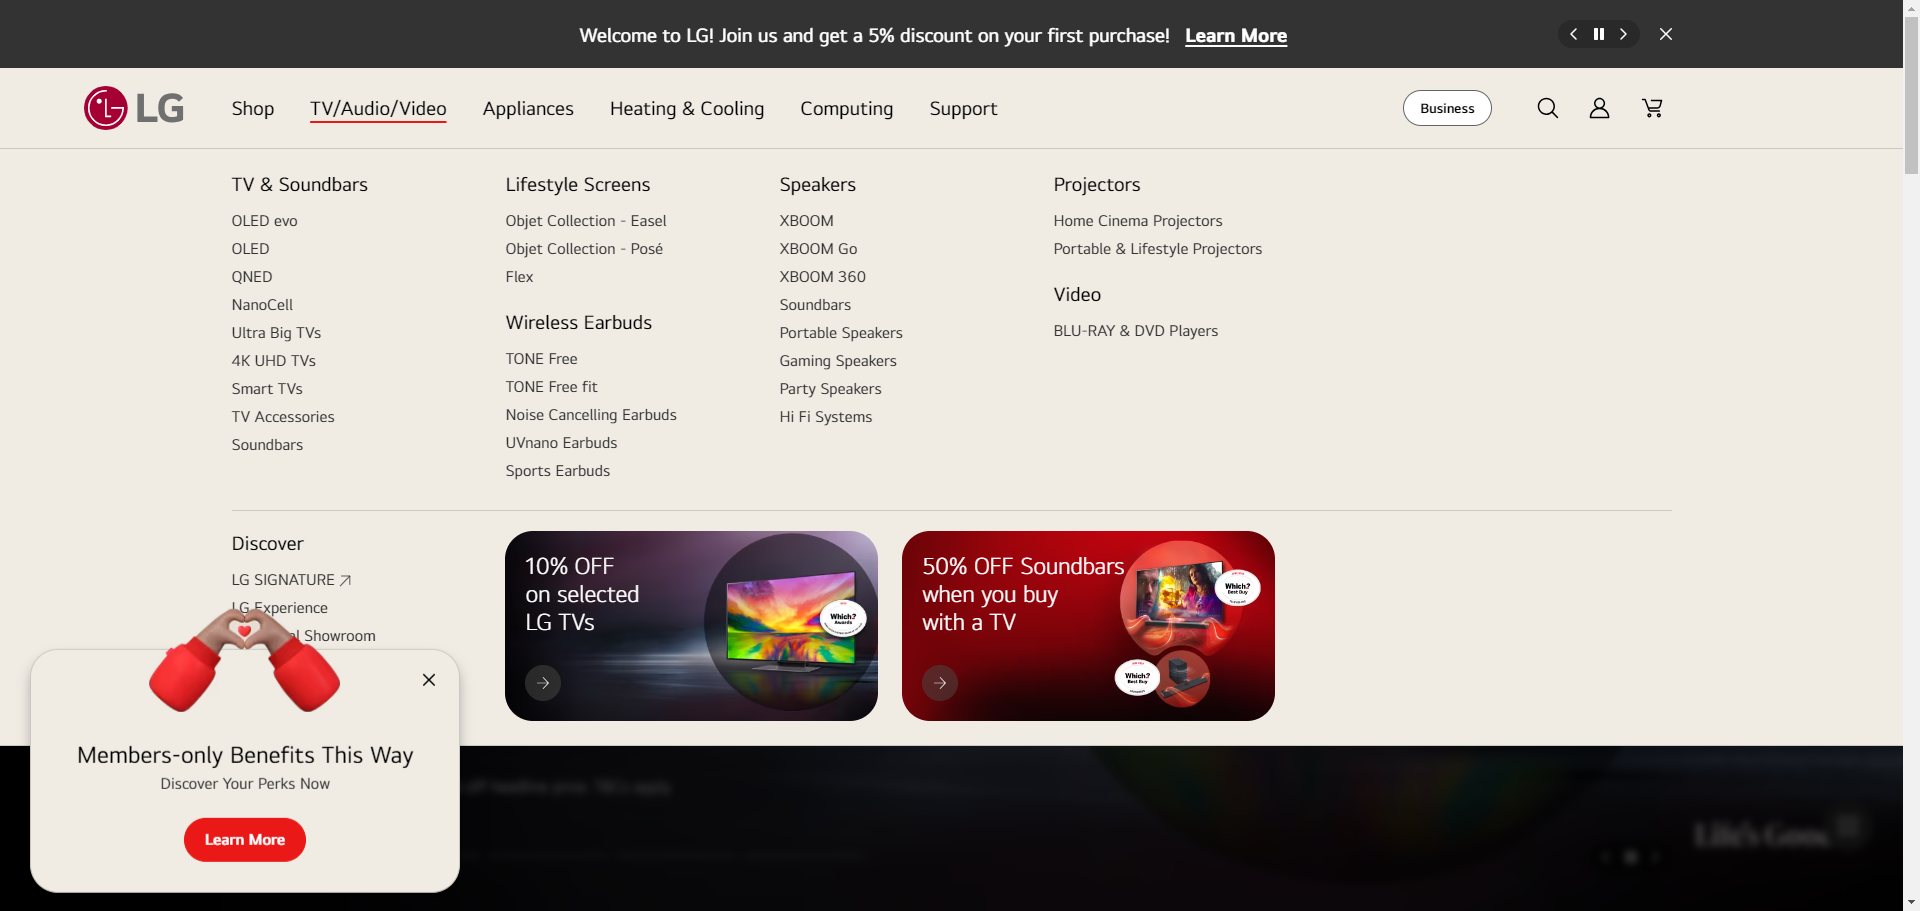 Welcome to LG! Join us and get a 5% discount on your first purchase! Learn More
LG
Shop
TV/Audio/Video
Appliances
Heating & Cooling
Computing
Support
Business
TV & Soundbars
OLED evo
OLED
QNED
NanoCell
Ultra Big TVs
4K UHD TVs
Smart TVs
TV Accessories
Soundbars
Lifestyle Screens
Objet Collection - Easel
Objet Collection - Posé
Flex
Wireless Earbuds
TONE Free
TONE Free fit
Noise Cancelling Earbuds
UVnano Earbuds
Sports Earbuds
Speakers
XBOOM
XBOOM Go
XBOOM 360
Soundbars
Portable Speakers
Gaming Speakers
Party Speakers
Hi Fi Systems
Projectors
Home Cinema Projectors
Portable & Lifestyle Projectors
Video
BLU-RAY & DVD Players
Discover
LG SIGNATURE
LG Experience
Showroom
10% OFF
on selected
LG TVs
Which?
Awards
50% OFF Soundbars
when you buy
with a TV
Which?
Best Buy
Which?
Best Buy
Members-only Benefits This Way
Discover Your Perks Now
Learn More
off headline price. T&Cs apply
Life's Good